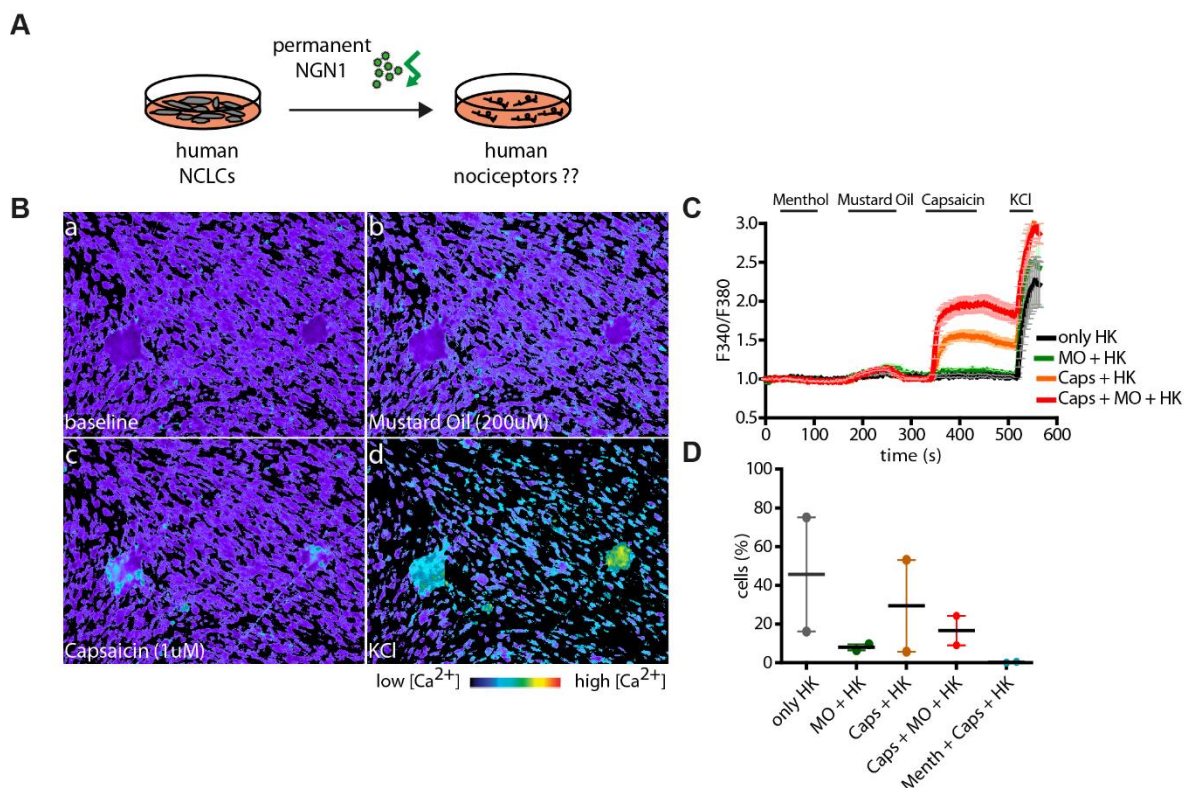 A
permanent
NGN1
human
NCLCs
human
nociceptors ??
B
a
baseline
b
Mustard Oil (200uM)
c
Capsaicin (1uM)
d
KCl
low [Ca2+]
high [Ca2+]
C
Menthol
Mustard Oil
Capsaicin
KCl
F340/F380
3.0
2.5
2.0
1.5
1.0
0.5
0
100
200
300
400
500
600
time (s)
only HK
MO + HK
Caps + HK
Caps + MO + HK
D
cells (%)
100
80
60
40
20
0
only HK
MO + HK
Caps + HK
Caps + MO + HK
Menth + Caps + HK